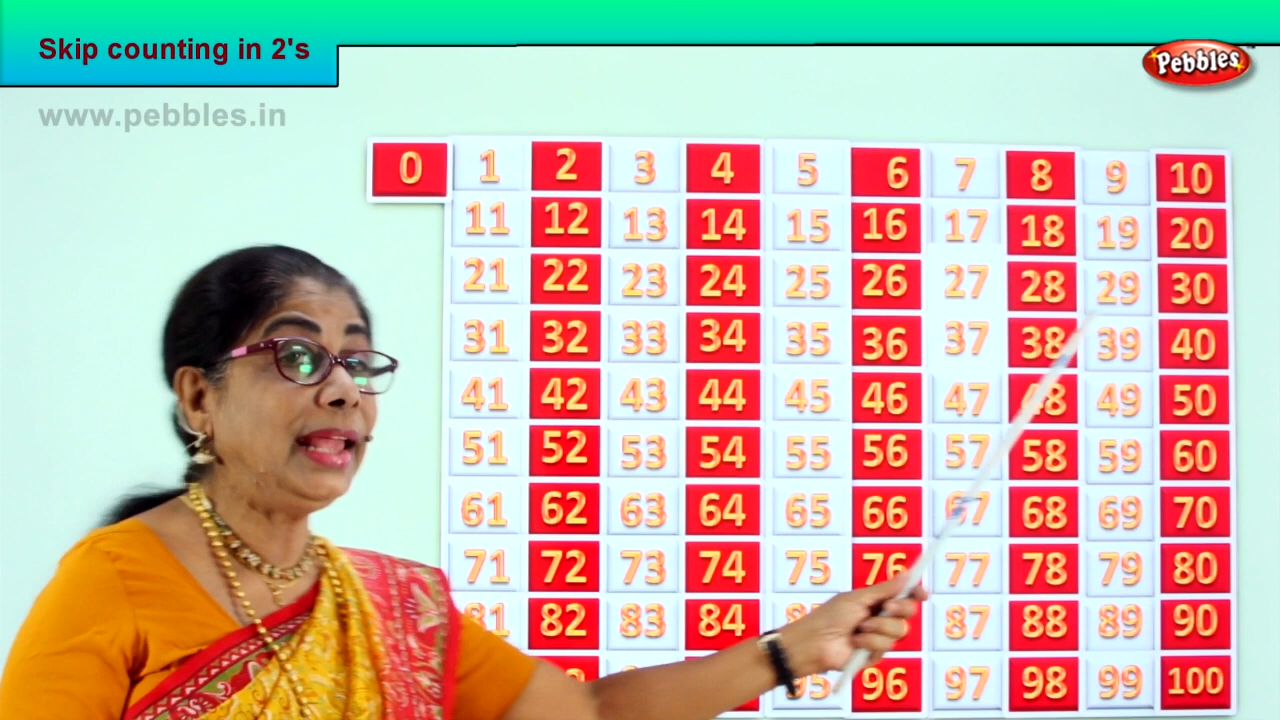 Skip counting in 2's
Pebbles
www.pebbles.in
0 1 2 3 4 5 6 7 8 9 10
11 12 13 14 15 16 17 18 19 20
21 22 23 24 25 26 27 28 29 30
31 32 33 34 35 36 37 38 39 40
41 42 43 44 45 46 47 48 49 50
51 52 53 54 55 56 57 58 59 60
61 62 63 64 65 66 67 68 69 70
71 72 73 74 75 76 77 78 79 80
81 82 83 84 87 88 89 90
95 96 97 98 99 100